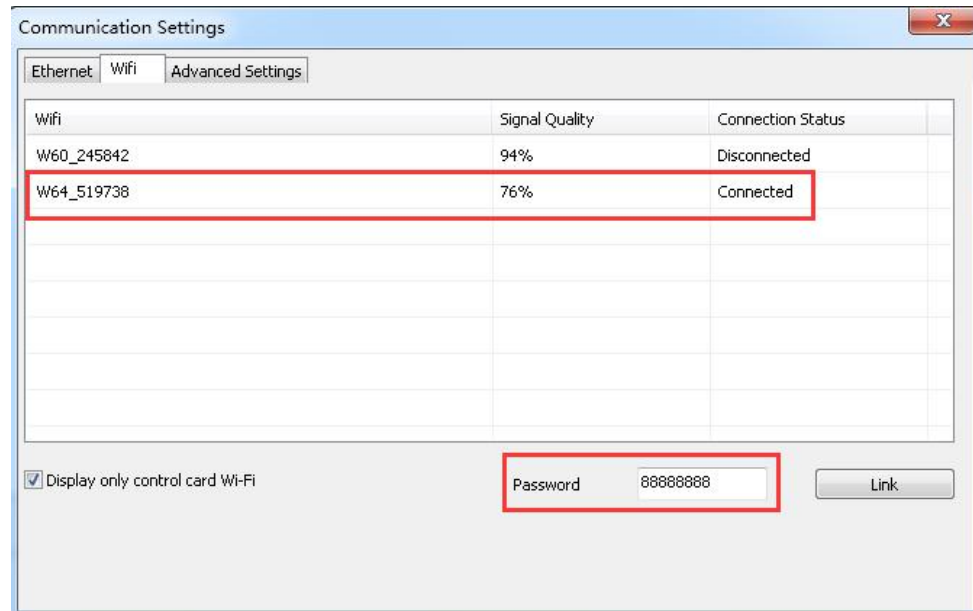 Communication Settings
Ethernet Wifi Advanced Settings
Wifi Signal Quality Connection Status
W60_245842 94% Disconnected
W64_519738 76% Connected
Display only control card Wi-Fi Password 88888888 Link